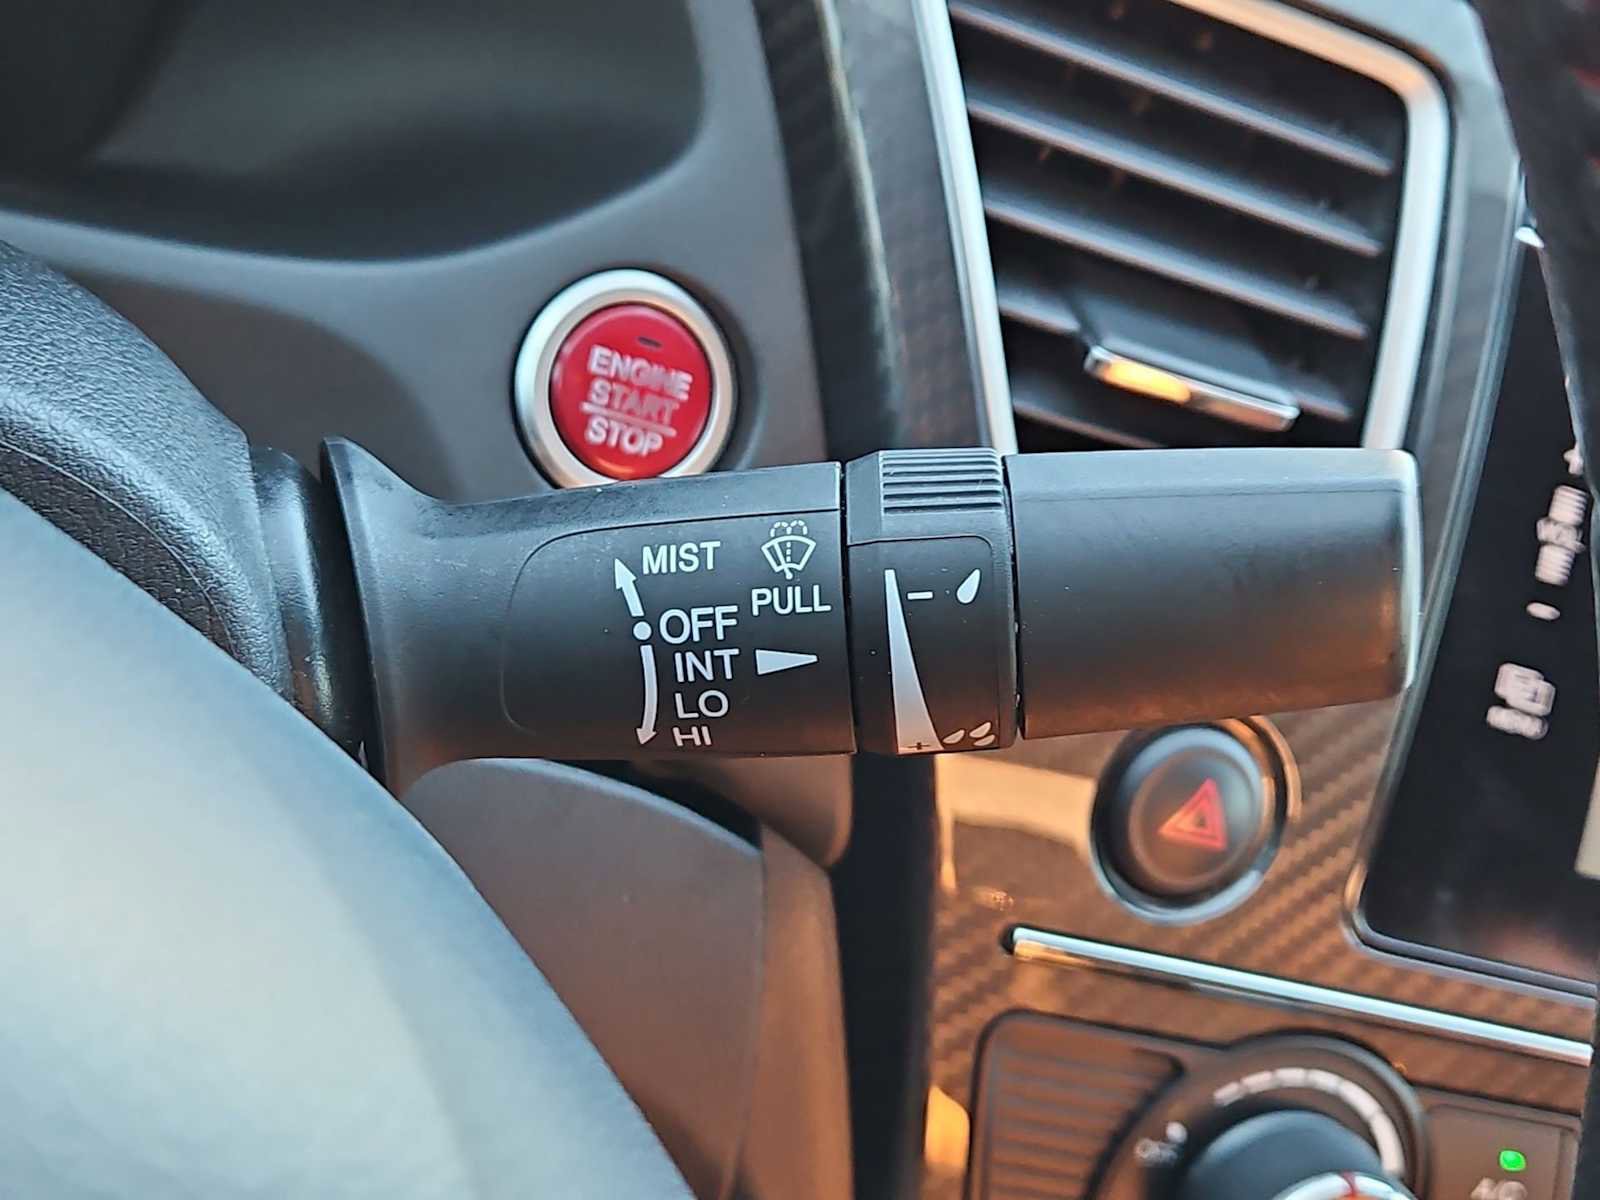 ENGINE
START
STOP
MIST
PULL
OFF
INT
LO
HI